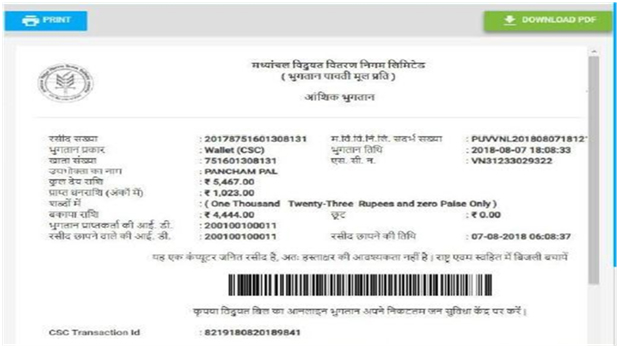 PRINT
DOWNLOAD PDF
मध्यांचल विद्युत वितरण निगम लिमिटेड
( भुगतान पावती मूल प्रति )
आंशिक भुगतान
रसीद संख्या : 20178751601308131 म.वि.वि.नि.लि. संदर्भ संख्या : PUVVNL201808071812
भुगतान प्रकार : Wallet (CSC) भुगतान तिथि : 2018-08-07 18:08:33
खाता संख्या : 751601308131 एस. सी. न. : VN31233029322
उपभोक्ता का नाम : PANCHAM PAL
कुल देय राशि : ₹ 5,467.00
प्राप्त धनराशि (अंकों में) : ₹ 1,023.00
शब्दों में : ( One Thousand Twenty-Three Rupees and zero Paise Only )
बकाया राशि : ₹ 4,444.00 छूट : ₹ 0.00
भुगतान प्राप्तकर्ता की आई. डी. : 200100100011
रसीद छापने वाले की आई. डी. : 200100100011 रसीद छापने की तिथि : 07-08-2018 06:08:37
यह एक कंप्यूटर जनित रसीद है, अतः हस्ताक्षर की आवश्यकता नहीं है। राष्ट्र एवम स्वहित में बिजली बचायें
कृपया विद्युत बिल का आनलाइन भुगतान अपने निकटतम जन सुविधा केंद्र पर करें।
CSC Transaction Id : 8219180820189841